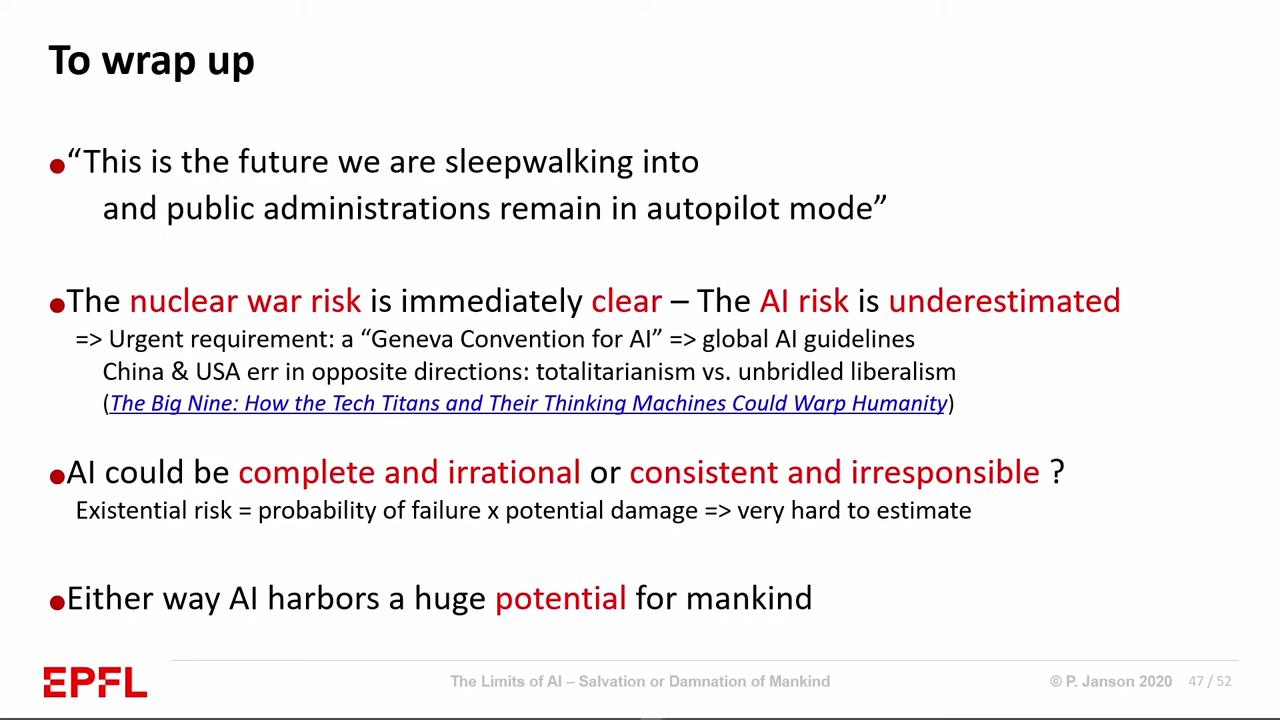 To wrap up
●“This is the future we are sleepwalking into
and public administrations remain in autopilot mode”
●The nuclear war risk is immediately clear – The AI risk is underestimated
=> Urgent requirement: a “Geneva Convention for AI” => global AI guidelines
China & USA err in opposite directions: totalitarianism vs. unbridled liberalism
(The Big Nine: How the Tech Titans and Their Thinking Machines Could Warp Humanity)
●AI could be complete and irrational or consistent and irresponsible ?
Existential risk = probability of failure x potential damage => very hard to estimate
●Either way AI harbors a huge potential for mankind
EPFL
The Limits of AI – Salvation or Damnation of Mankind
© P. Janson 2020 47 / 52